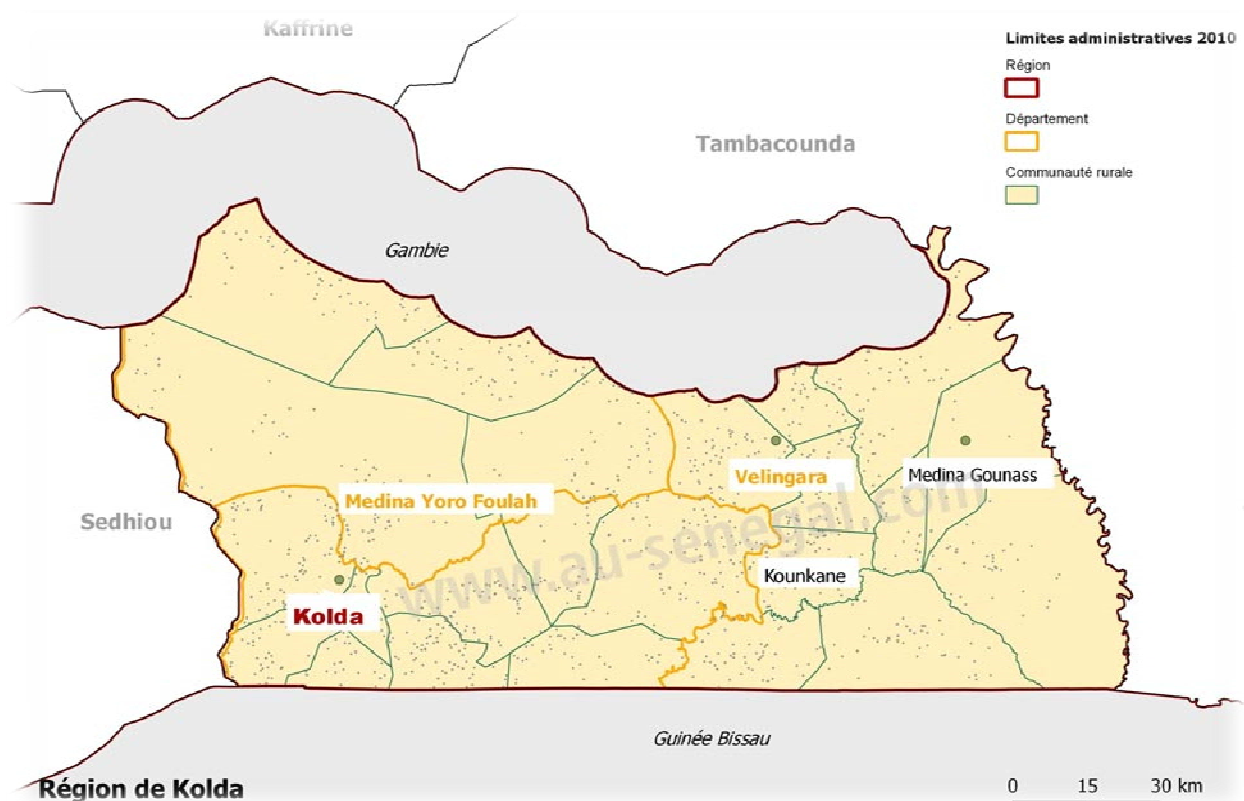 Kaffrine
Limites administratives 2010
Région
Département
Communauté rurale
Tambacounda
Gambie
Velingara
Medina Gounass
Medina Yoro Foulah
Sedhiou
www.au-senegal.com
Kounkane
Kolda
Guinée Bissau
Région de Kolda
0 15 30 km